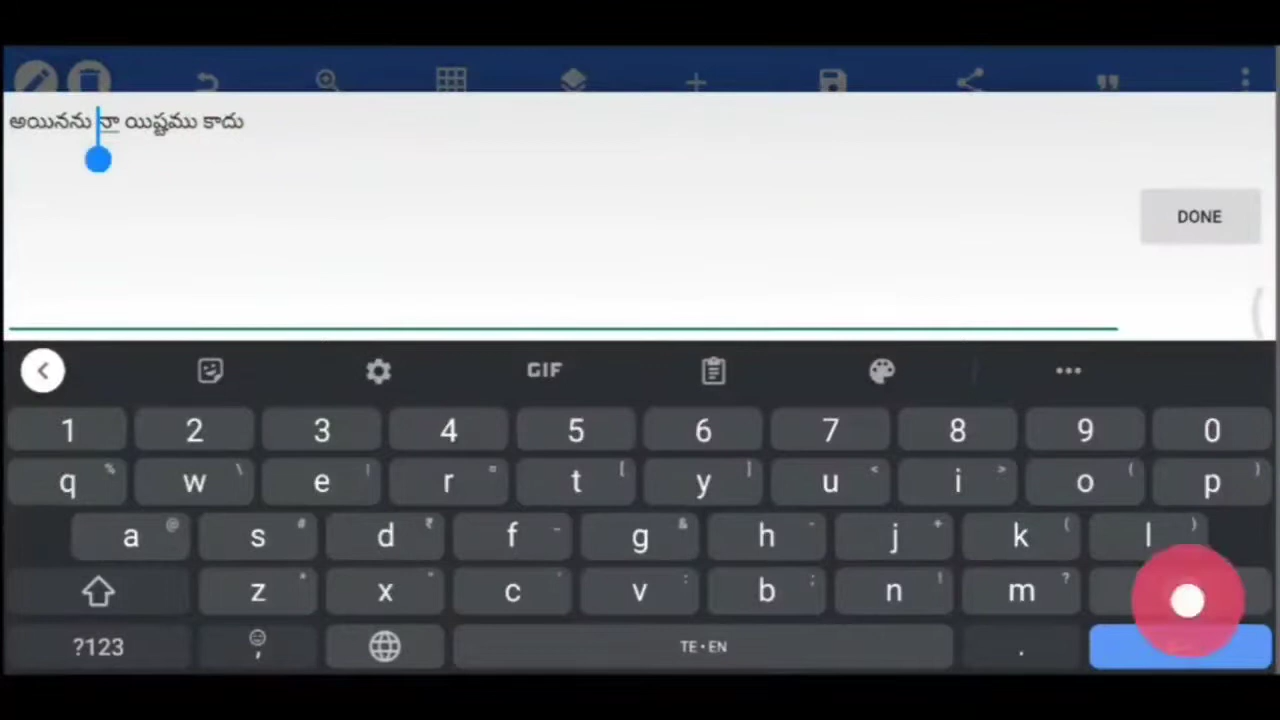 అయినను నా యిష్టము కాదు
DONE
GIF
1 2 3 4 5 6 7 8 9 0
q % w \ e | r = t [ y ] u < i > o ( p )
a @ s # d ₹ f _ g & h - j + k ( l )
z * x " c ' v : b ; n ! m ?
?123 , TE • EN .